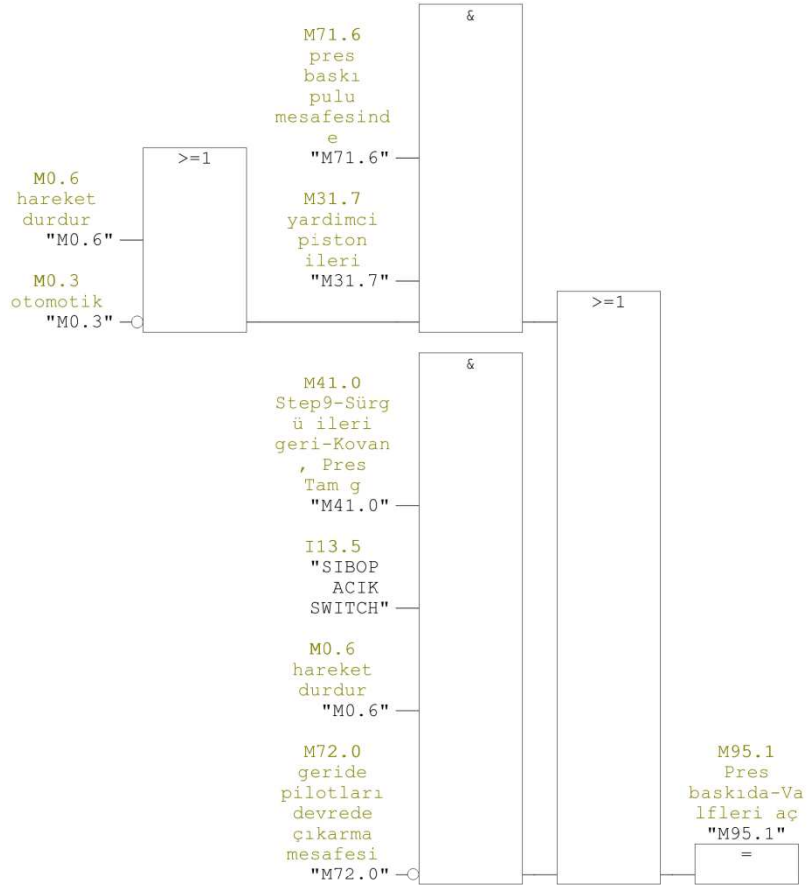 &
M71.6
pres
baskı
pulu
mesafesind
e
"M71.6"
>=1
M0.6
hareket
durdur
"M0.6"
M31.7
yardimci
piston
ileri
"M31.7"
M0.3
otomotik
"M0.3"
>=1
&
M41.0
Step9-Sürg
ü ileri
geri-Kovan
, Pres
Tam g
"M41.0"
I13.5
"SIBOP
ACIK
SWITCH"
M0.6
hareket
durdur
"M0.6"
M72.0
geride
pilotları
devrede
çıkarma
mesafesi
"M72.0"
M95.1
Pres
baskıda-Va
lfleri aç
"M95.1"
=